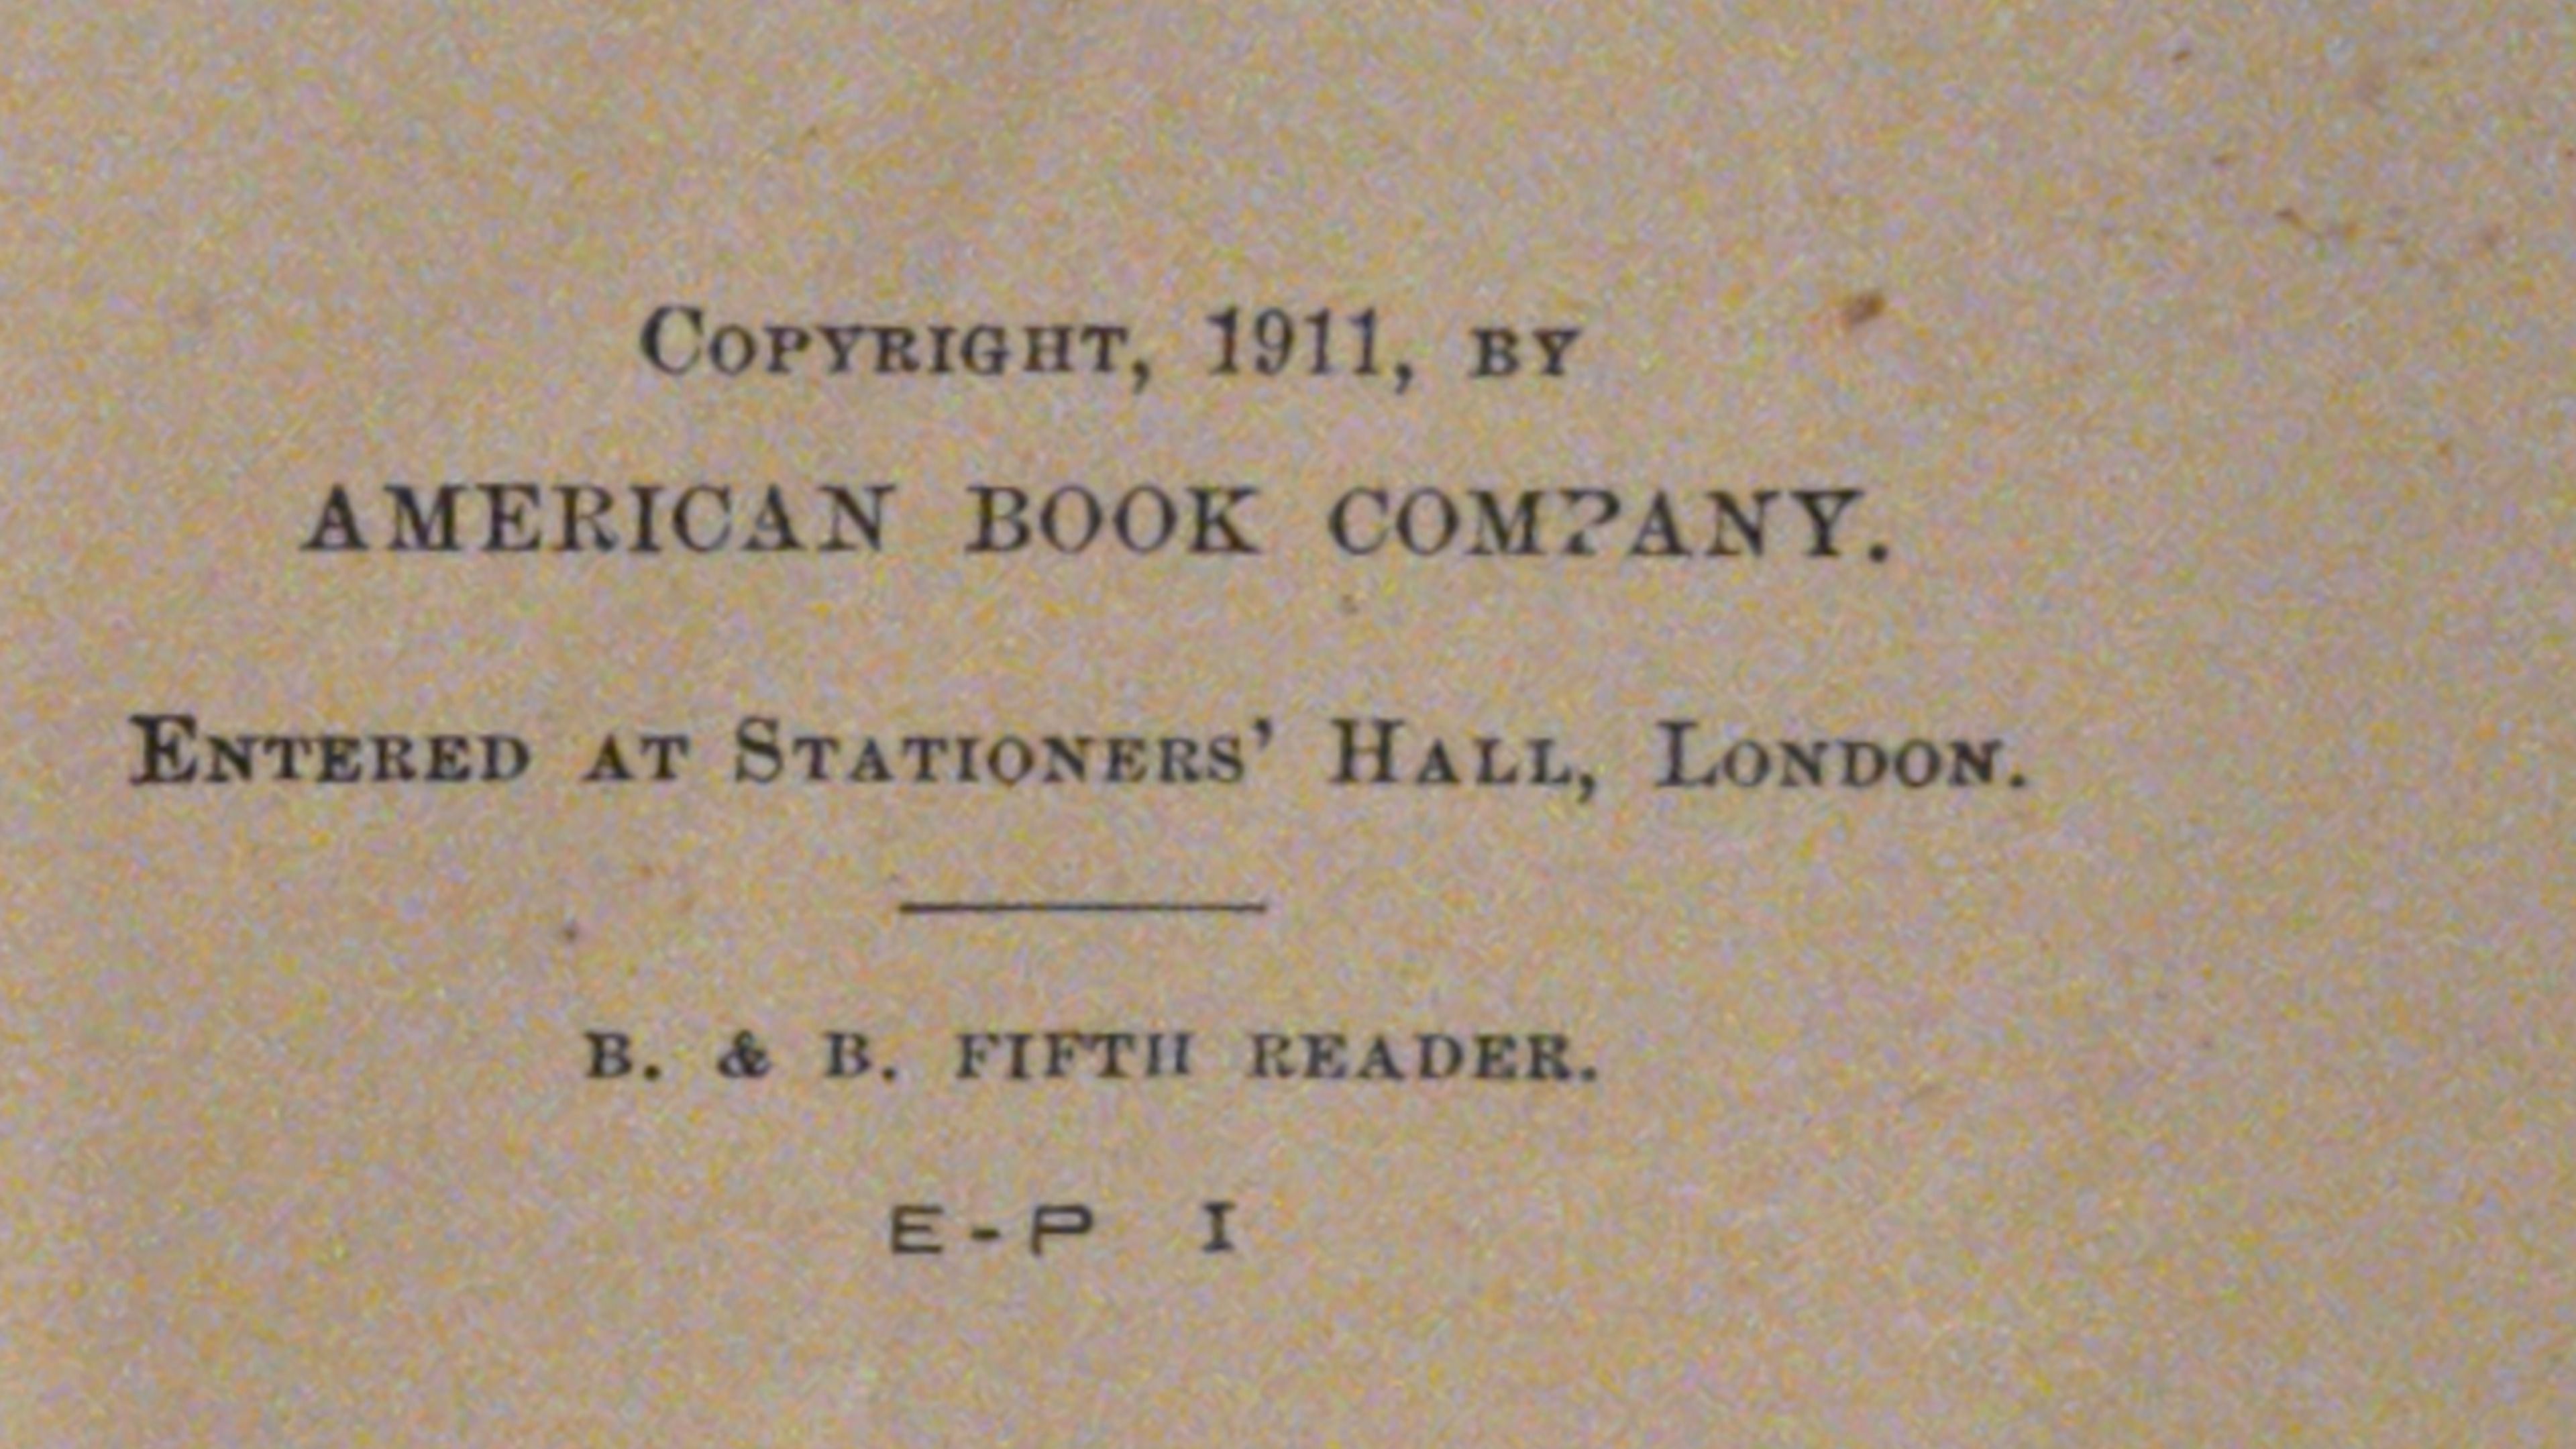 Copyright, 1911, by
AMERICAN BOOK COMPANY.
Entered at Stationers' Hall, London.
B. & B. FIFTH READER.
E-P I